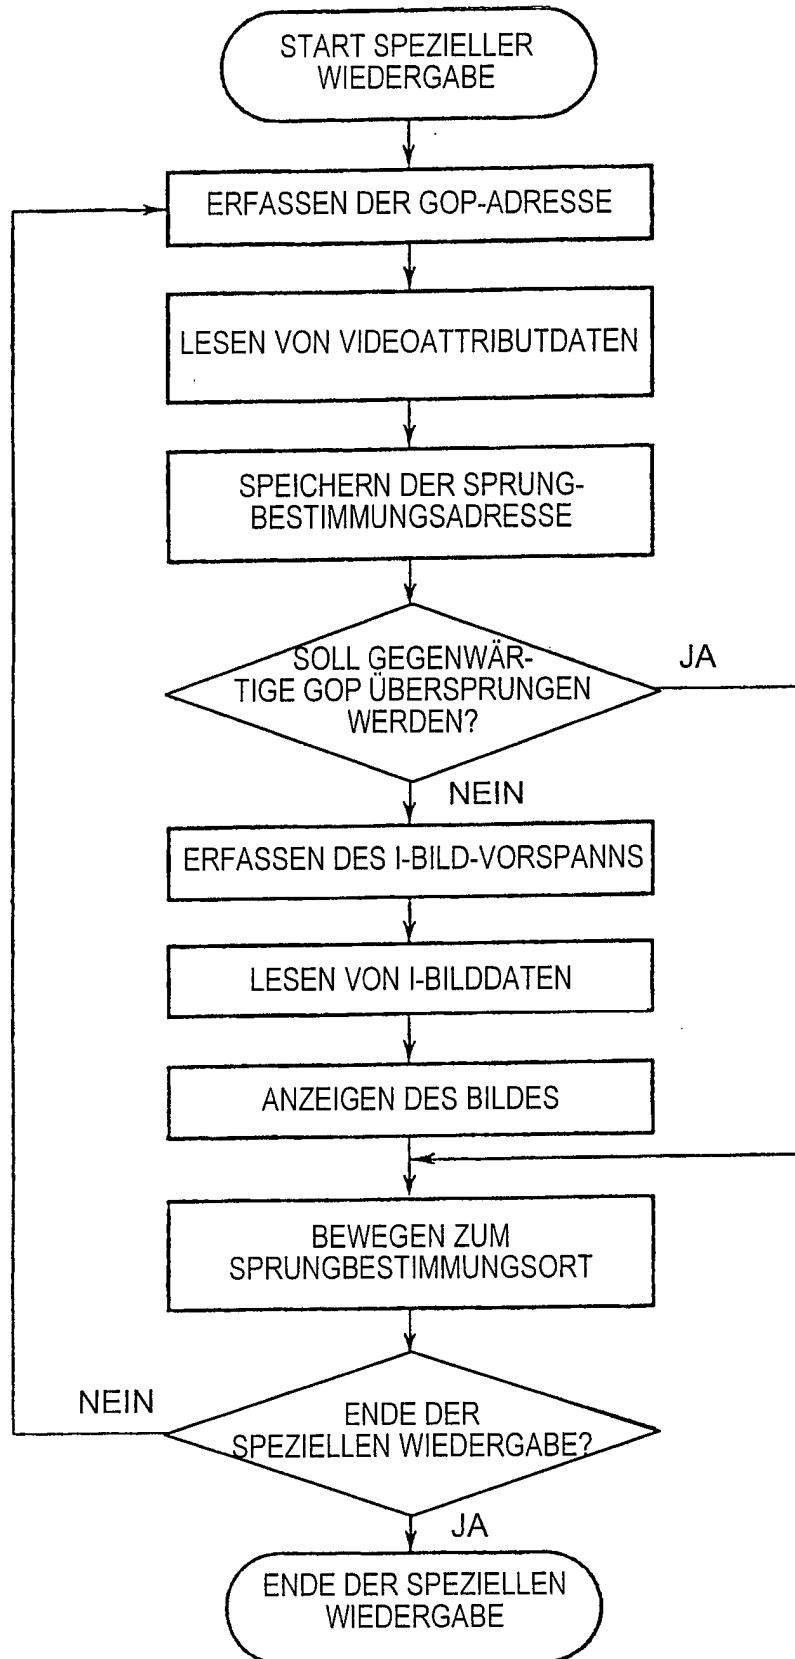 START SPEZIELLER
WIEDERGABE
ERFASSEN DER GOP-ADRESSE
LESEN VON VIDEOATTRIBUTDATEN
SPEICHERN DER SPRUNG-
BESTIMMUNGSADRESSE
SOLL GEGENWÄR-
TIGE GOP ÜBERSPRUNGEN
WERDEN?
JA
NEIN
ERFASSEN DES I-BILD-VORSPANNS
LESEN VON I-BILDDATEN
ANZEIGEN DES BILDES
BEWEGEN ZUM
SPRUNGBESTIMMUNGSORT
NEIN
ENDE DER
SPEZIELLEN WIEDERGABE?
JA
ENDE DER SPEZIELLEN
WIEDERGABE